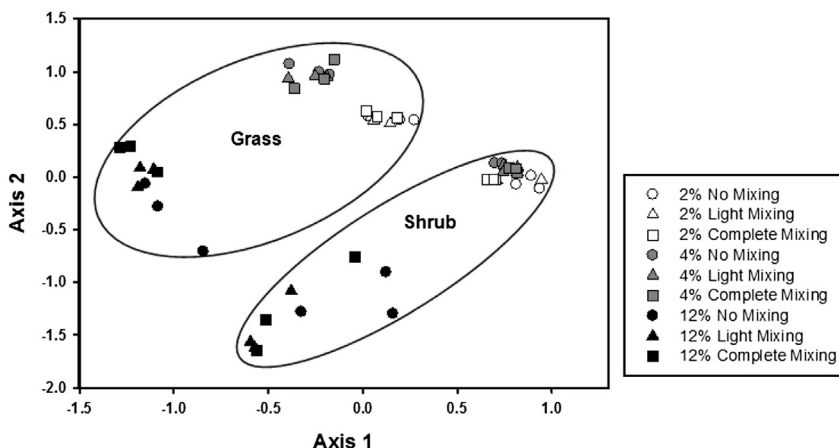 1.5
1.0
0.5
0.0
-0.5
-1.0
-1.5
-2.0
Axis 2
Grass
Shrub
-1.5 -1.0 -0.5 0.0 0.5 1.0
Axis 1
2% No Mixing
2% Light Mixing
2% Complete Mixing
4% No Mixing
4% Light Mixing
4% Complete Mixing
12% No Mixing
12% Light Mixing
12% Complete Mixing